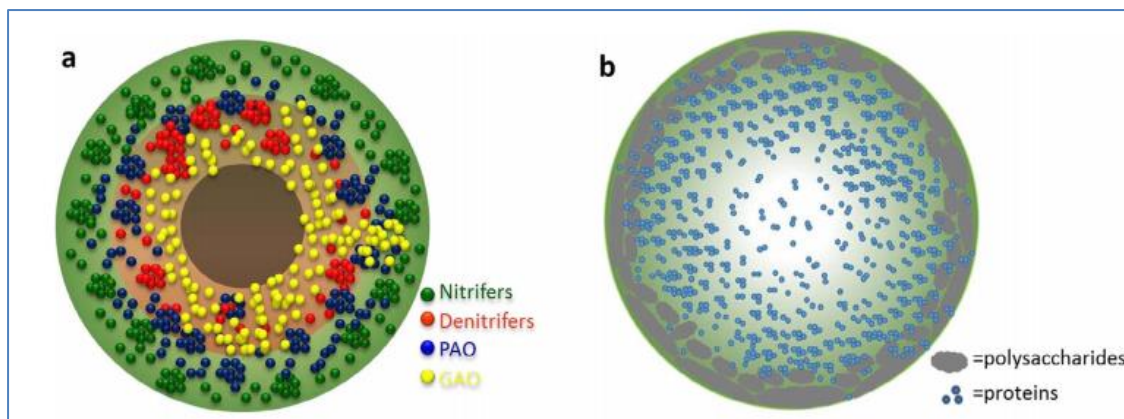 a
Nitrifers
Denitrifers
PAO
GAO
b
=polysaccharides
=proteins